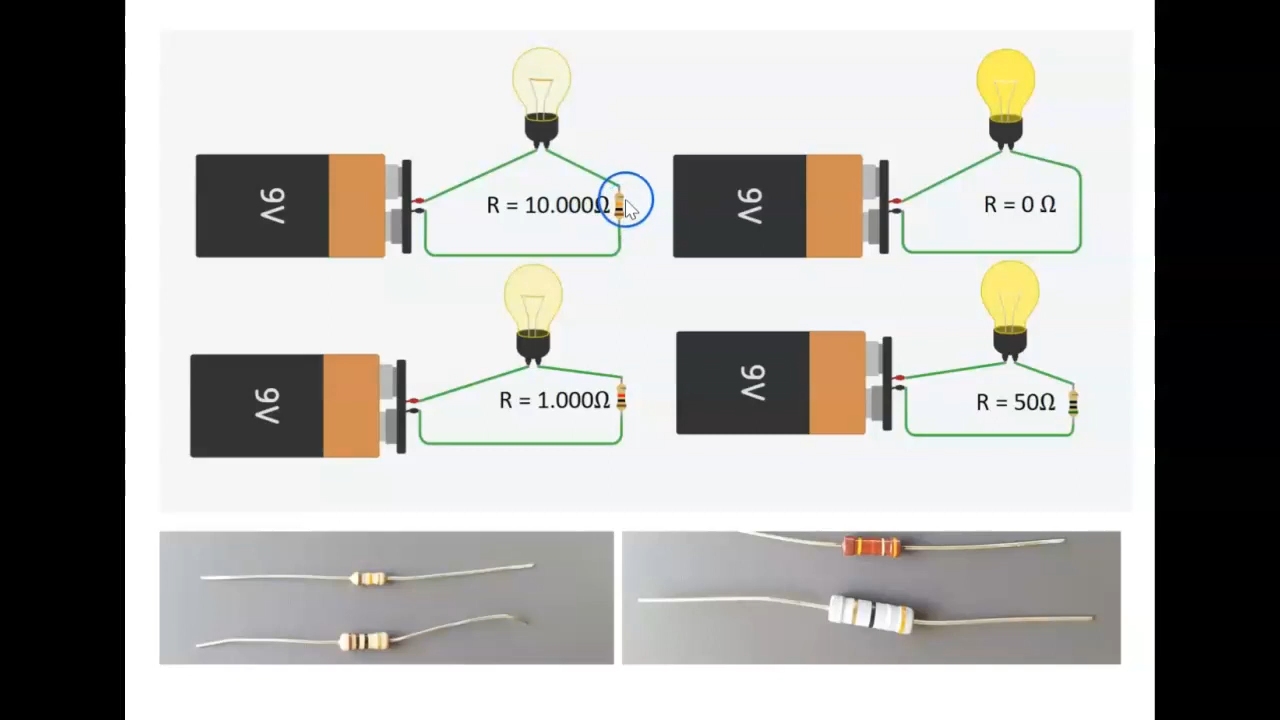 9V
R = 10.000Ω
9V
R = 0 Ω
9V
R = 1.000Ω
9V
R = 50Ω